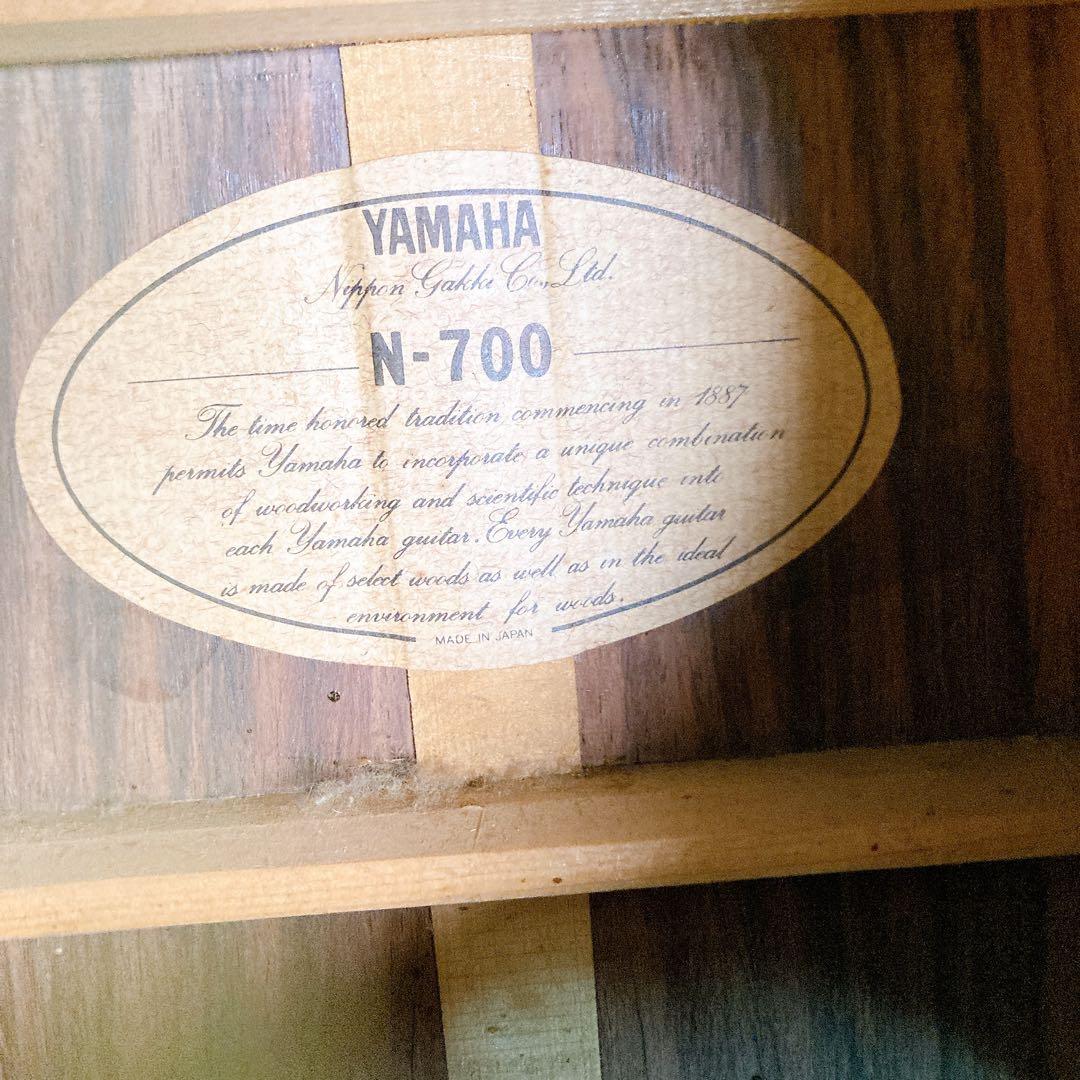 YAMAHA
Nippon Gakki Co., Ltd.
N-700
The time honored tradition commencing in 1887
permits Yamaha to incorporate a unique combination
of woodworking and scientific technique into
each Yamaha guitar. Every Yamaha guitar
is made of select woods as well as in the ideal
environment for woods.
MADE IN JAPAN